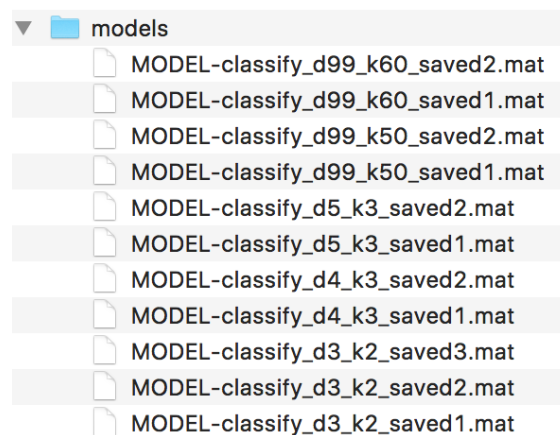 models
MODEL-classify_d99_k60_saved2.mat
MODEL-classify_d99_k60_saved1.mat
MODEL-classify_d99_k50_saved2.mat
MODEL-classify_d99_k50_saved1.mat
MODEL-classify_d5_k3_saved2.mat
MODEL-classify_d5_k3_saved1.mat
MODEL-classify_d4_k3_saved2.mat
MODEL-classify_d4_k3_saved1.mat
MODEL-classify_d3_k2_saved3.mat
MODEL-classify_d3_k2_saved2.mat
MODEL-classify_d3_k2_saved1.mat